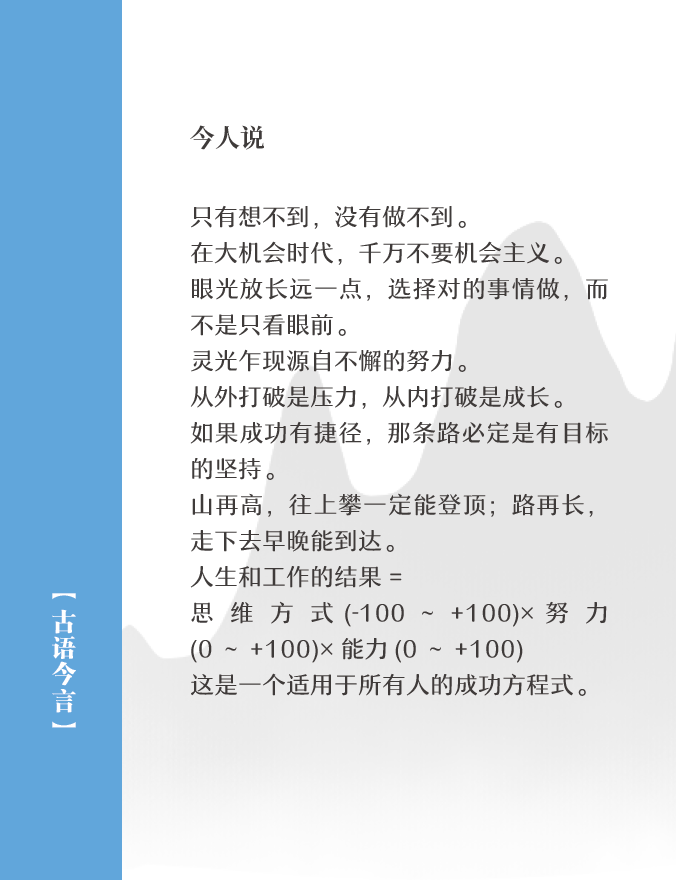 今人说
只有想不到，没有做不到。
在大机会时代，千万不要机会主义。
眼光放长远一点，选择对的事情做，而
不是只看眼前。
灵光乍现源自不懈的努力。
从外打破是压力，从内打破是成长。
如果成功有捷径，那条路必定是有目标
的坚持。
山再高，往上攀一定能登顶；路再长，
走下去早晚能到达。
人生和工作的结果 =
思 维 方 式 (-100 ~ +100)× 努 力
(0 ~ +100)× 能力 (0 ~ +100)
这是一个适用于所有人的成功方程式。
【古语今言】